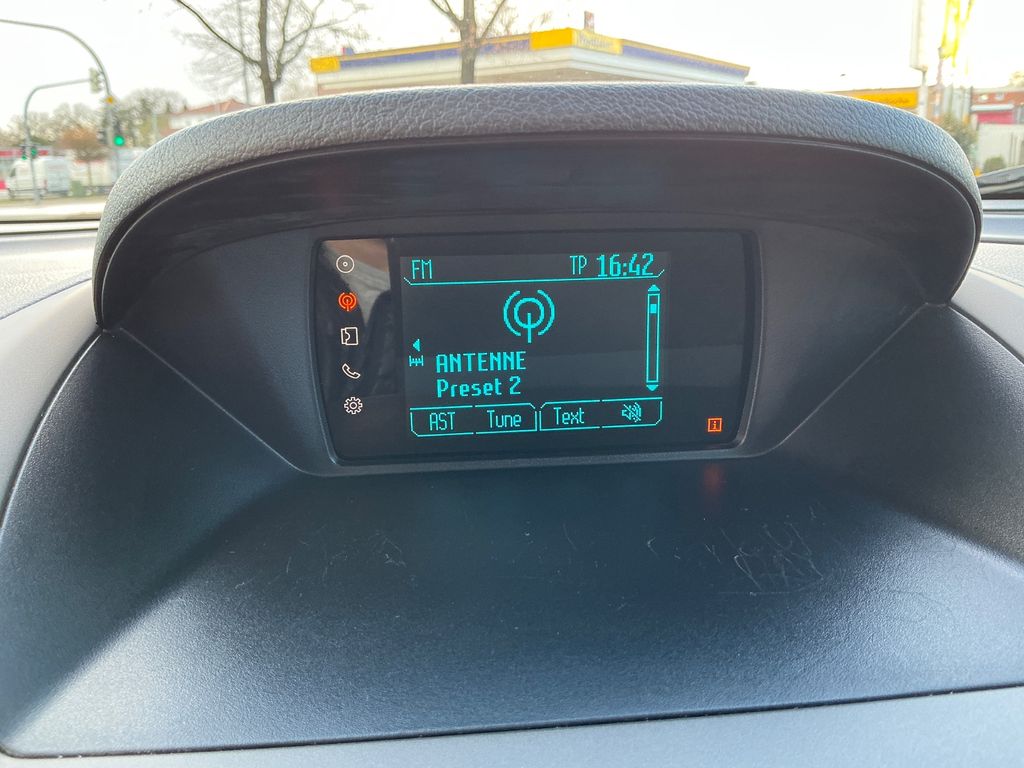 FM TP 16:42
ANTENNE
Preset 2
AST Tune Text
i